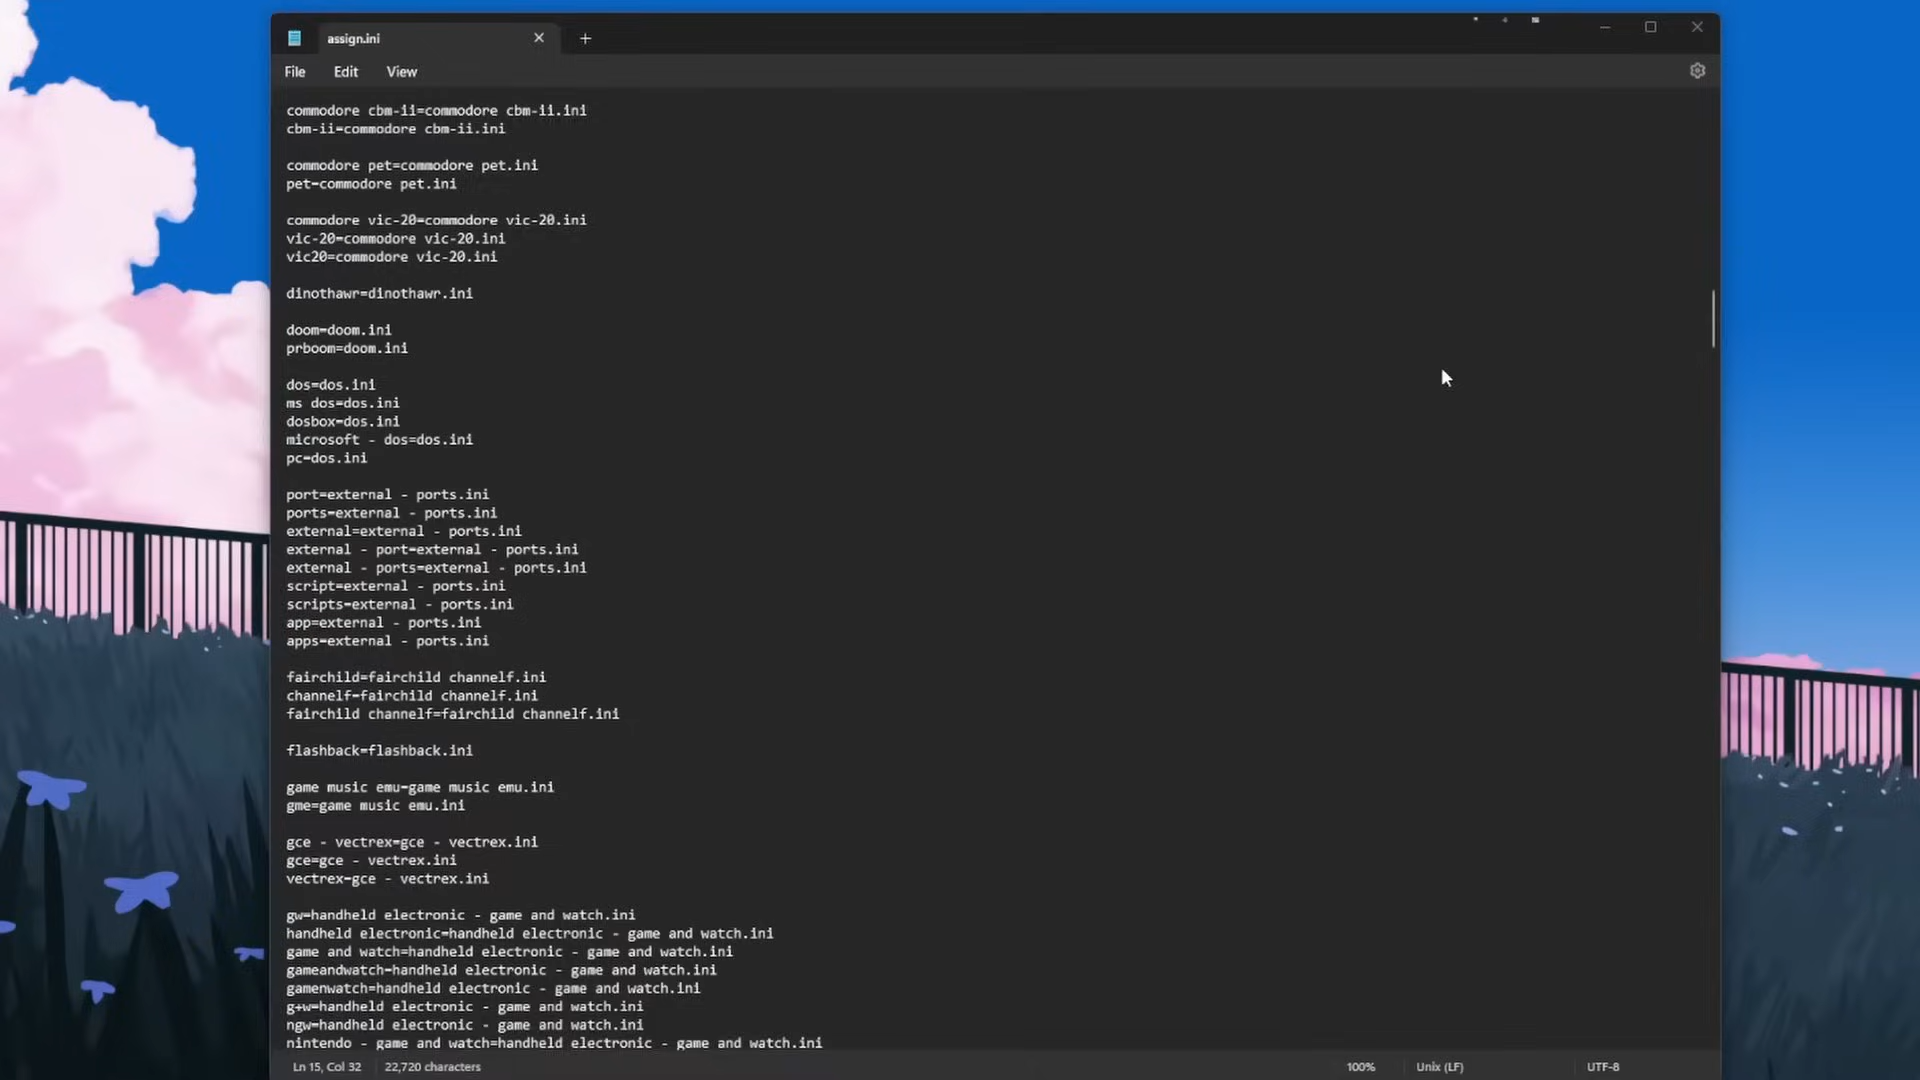 assign.ini
File Edit View
commodore cbm-ii=commodore cbm-ii.ini
cbm-ii=commodore cbm-ii.ini
commodore pet=commodore pet.ini
pet=commodore pet.ini
commodore vic-20=commodore vic-20.ini
vic-20=commodore vic-20.ini
vic20=commodore vic-20.ini
dinothawr=dinothawr.ini
doom=doom.ini
prboom=doom.ini
dos=dos.ini
ms dos=dos.ini
dosbox=dos.ini
microsoft - dos=dos.ini
pc=dos.ini
port=external - ports.ini
ports=external - ports.ini
external=external - ports.ini
external - port=external - ports.ini
external - ports=external - ports.ini
script=external - ports.ini
scripts=external - ports.ini
app=external - ports.ini
apps=external - ports.ini
fairchild=fairchild channelf.ini
channelf=fairchild channelf.ini
fairchild channelf=fairchild channelf.ini
flashback=flashback.ini
game music emu=game music emu.ini
gme=game music emu.ini
gce - vectrex=gce - vectrex.ini
gce=gce - vectrex.ini
vectrex=gce - vectrex.ini
gw=handheld electronic - game and watch.ini
handheld electronic=handheld electronic - game and watch.ini
game and watch=handheld electronic - game and watch.ini
gameandwatch=handheld electronic - game and watch.ini
gamenwatch=handheld electronic - game and watch.ini
g+w=handheld electronic - game and watch.ini
ngw=handheld electronic - game and watch.ini
nintendo - game and watch=handheld electronic - game and watch.ini
Ln 15, Col 32 22,720 characters 100% Unix (LF) UTF-8